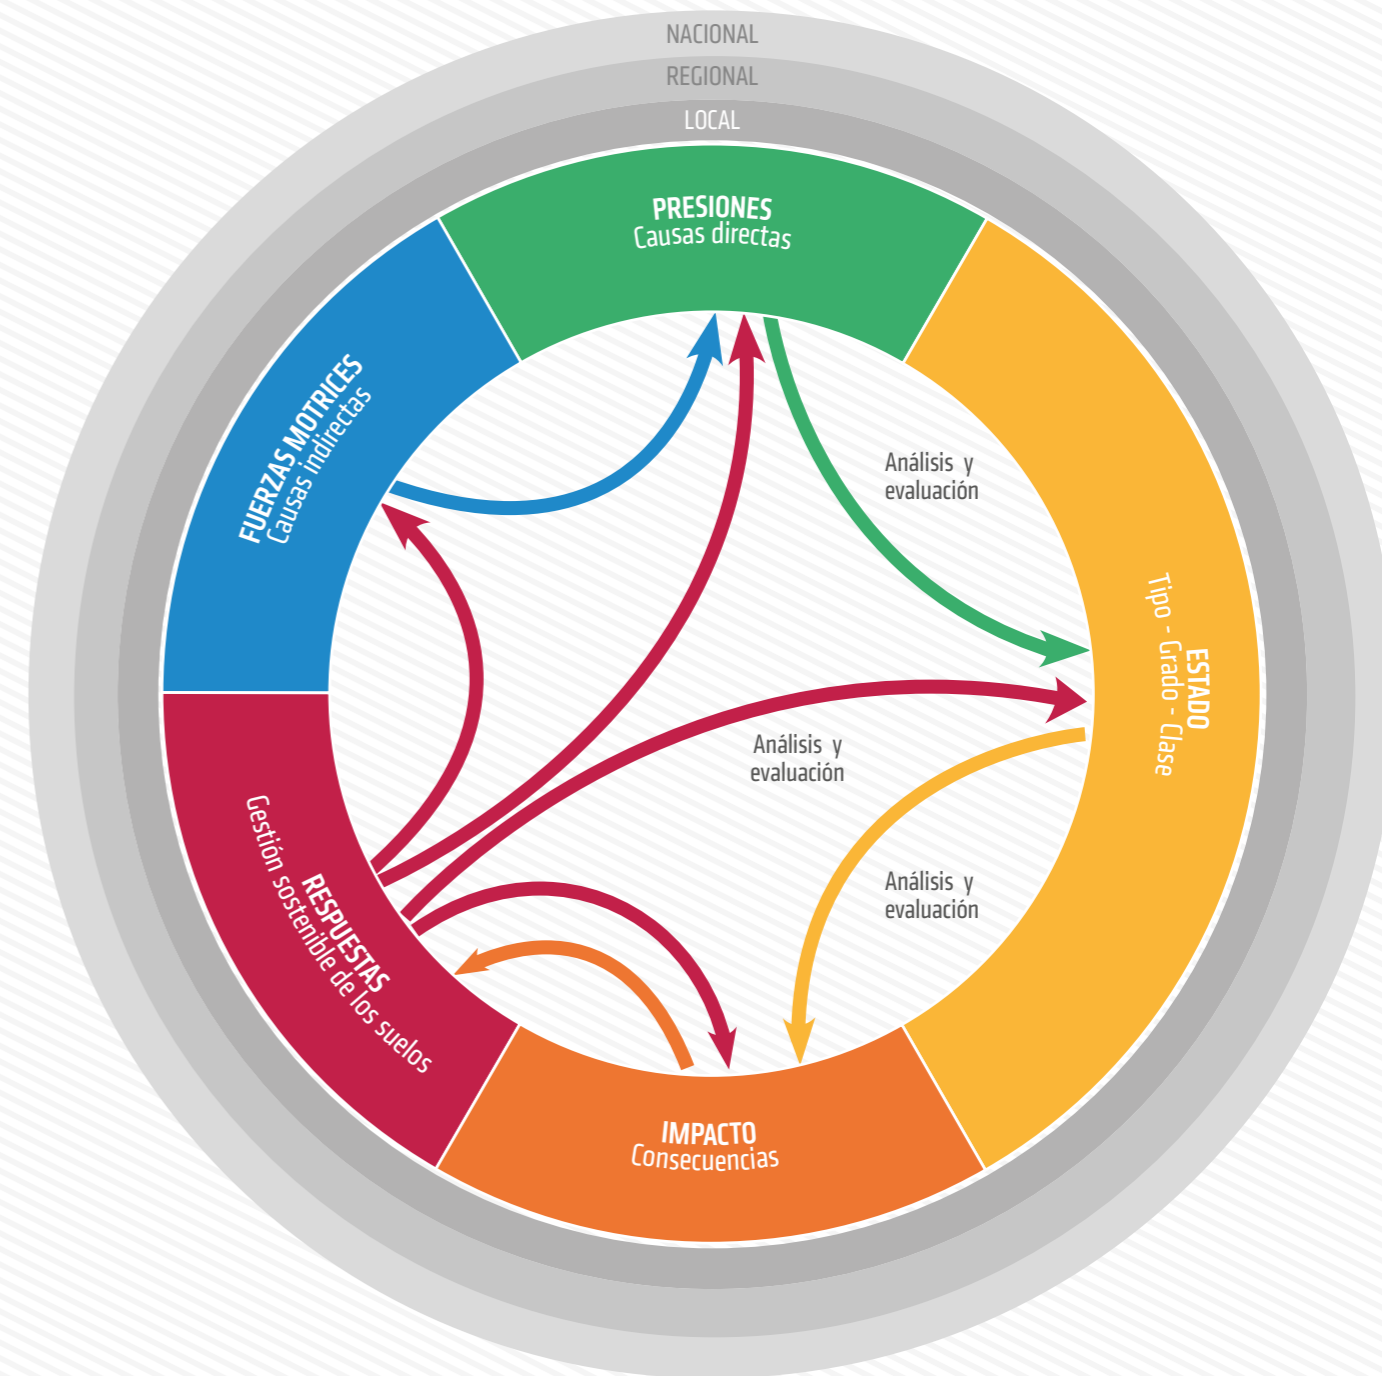 NACIONAL
REGIONAL
LOCAL
PRESIONES
Causas directas
FUERZAS MOTRICES
Causas indirectas
Análisis y
evaluación
ESTADO
Tipo - Grado - Clase
Análisis y
evaluación
Análisis y
evaluación
RESPUESTAS
Gestión sostenible de los suelos
IMPACTO
Consecuencias